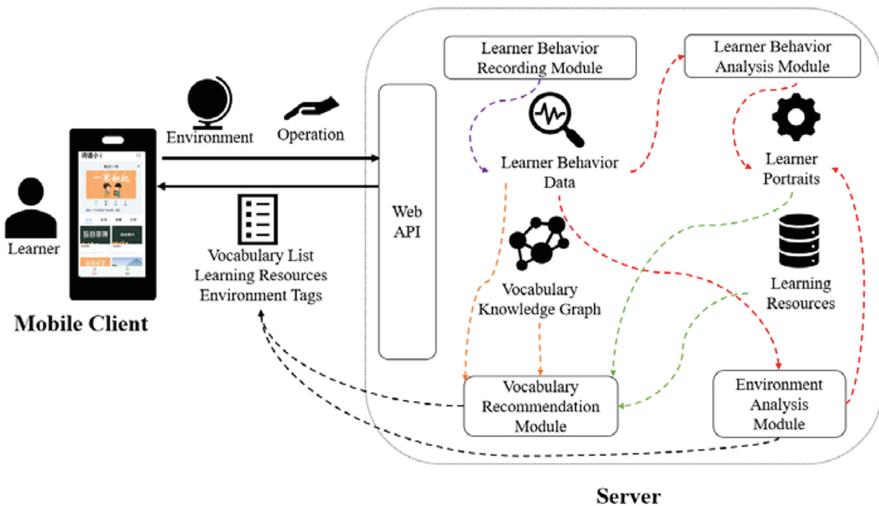 Learner Behavior
Recording Module
Learner Behavior
Analysis Module
Environment
Operation
Learner Behavior
Data
Learner
Portraits
Web
API
Learner
Vocabulary List
Learning Resources
Environment Tags
Vocabulary
Knowledge Graph
Learning
Resources
Mobile Client
Vocabulary
Recommendation
Module
Environment
Analysis
Module
Server